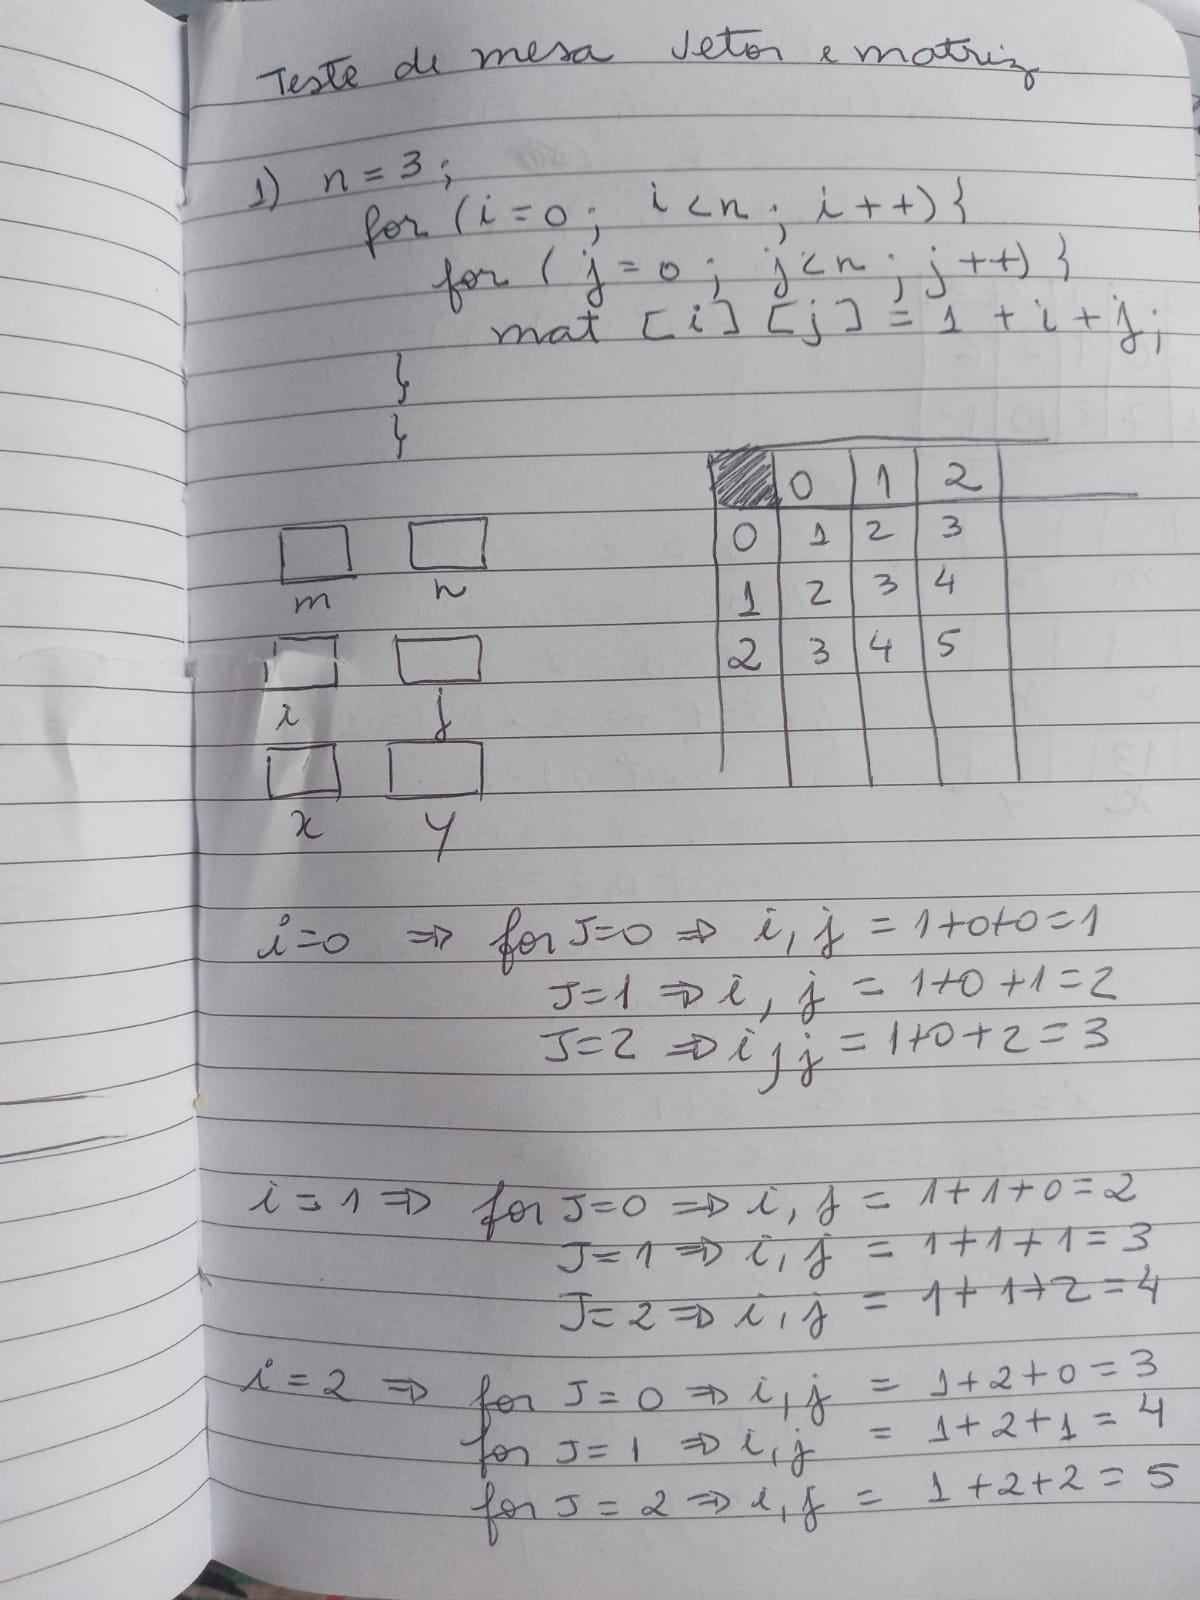 Teste de mesa Vetor e matriz
1) n = 3;
for (i=0; i<n; i++){
for (j=0; j<n; j++){
mat [i] [j] = 1 + i + j;
}
}
0 1 2
0 1 2 3
1 2 3 4
2 3 4 5
m n
i j
x y
i=0 => for J=0 => i, j = 1+0+0=1
J=1 => i, j = 1+0+1=2
J=2 => i, j = 1+0+2=3
i=1 => for J=0 => i, j = 1+1+0=2
J=1 => i, j = 1+1+1=3
J=2 => i, j = 1+1+2=4
i=2 => for J=0 => i, j = 1+2+0=3
for J=1 => i, j = 1+2+1=4
for J=2 => i, j = 1+2+2=5